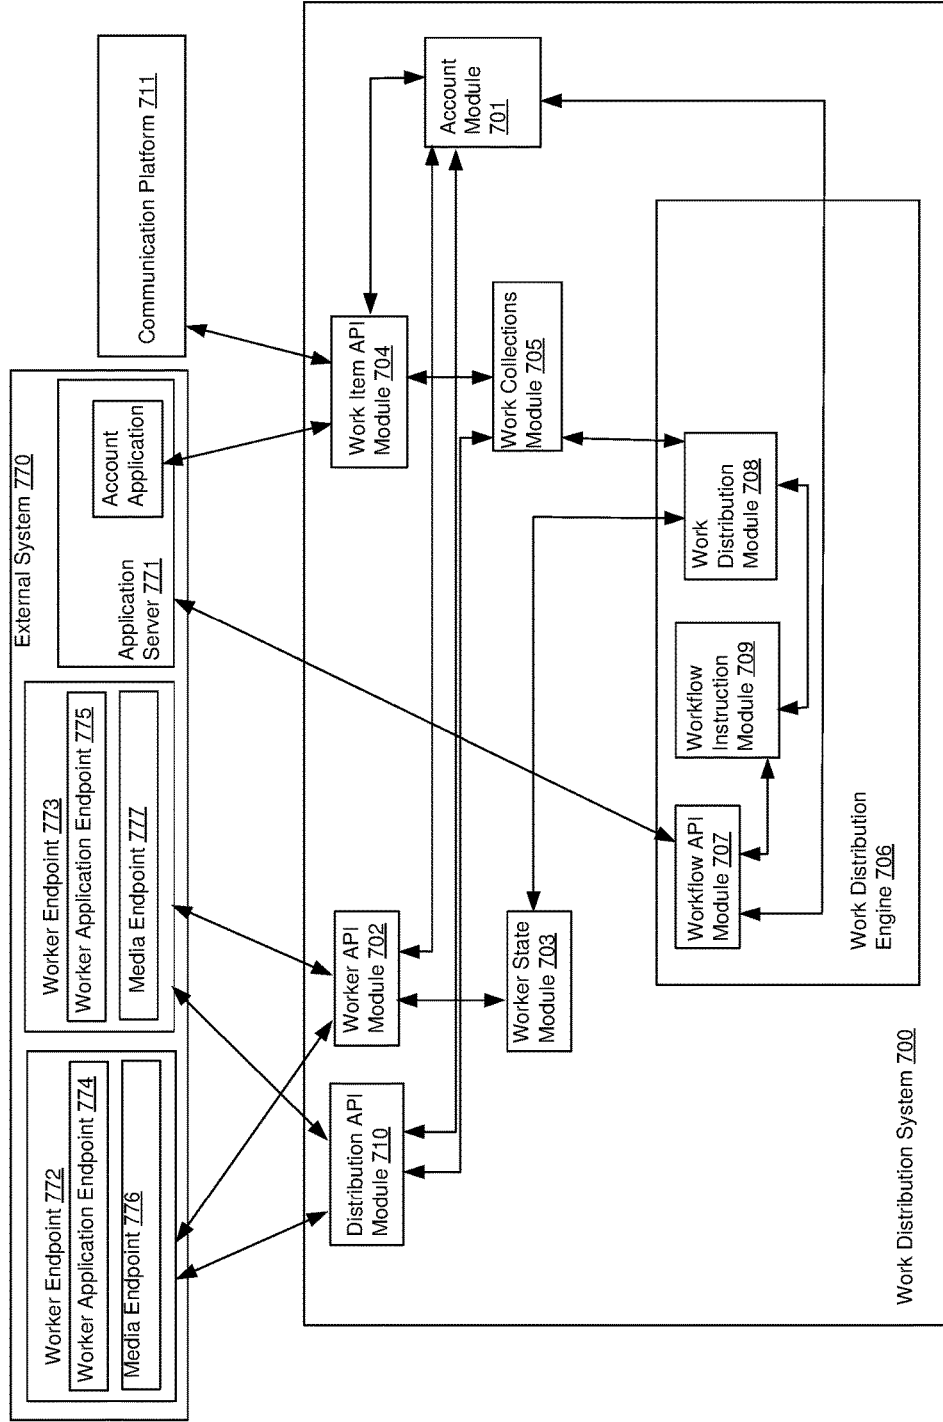 External System 770
Worker Endpoint 772
Worker Application Endpoint 774
Media Endpoint 776
Worker Endpoint 773
Worker Application Endpoint 775
Media Endpoint 777
Application
Server 771
Account
Application
Communication Platform 711
Distribution API
Module 710
Worker API
Module 702
Work Item API
Module 704
Account
Module
701
Worker State
Module 703
Work Collections
Module 705
Workflow API
Module 707
Workflow
Instruction
Module 709
Work
Distribution
Module 708
Work Distribution
Engine 706
Work Distribution System 700